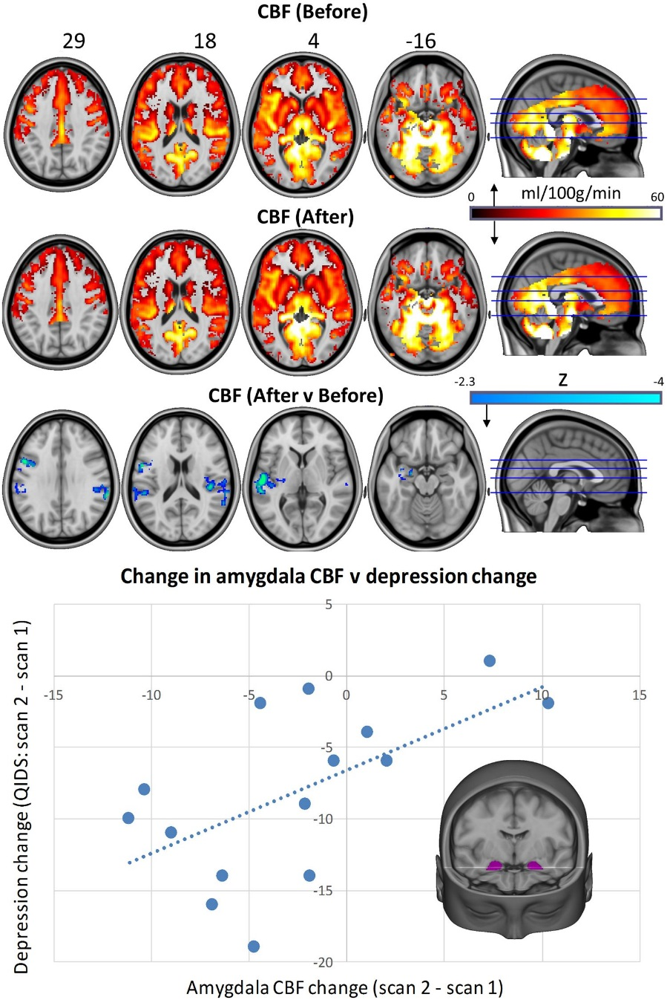 CBF (Before)
29 18 4 -16
ml/100g/min
0 60
CBF (After)
CBF (After v Before)
Z
-2.3 -4
Change in amygdala CBF v depression change
Depression change (QIDS: scan 2 - scan 1)
5
0
-15 -10 -5 0 5 10 15
-5
-10
-15
-20
Amygdala CBF change (scan 2 - scan 1)